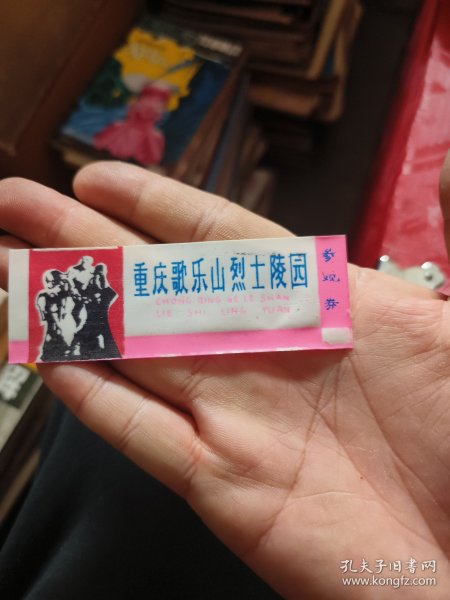 重庆歌乐山烈士陵园
CHONG QING GE LE SHAN
LIE SHI LING YUAN
参观券
孔夫子旧书网
www.kongfz.com